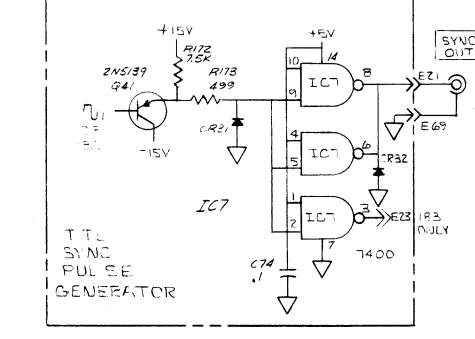 +15V
+5V
SYNC
OUT
R172
7.5K
14
10
8
E21
2N5139
Q41
R173
499
IC7
9
CR31
E69
-15V
4
IC7
6
5
CR32
IC7
1
IC7
3
E23
183
ONLY
2
TTL
SYNC
PULSE
GENERATOR
7
7400
C74
.1